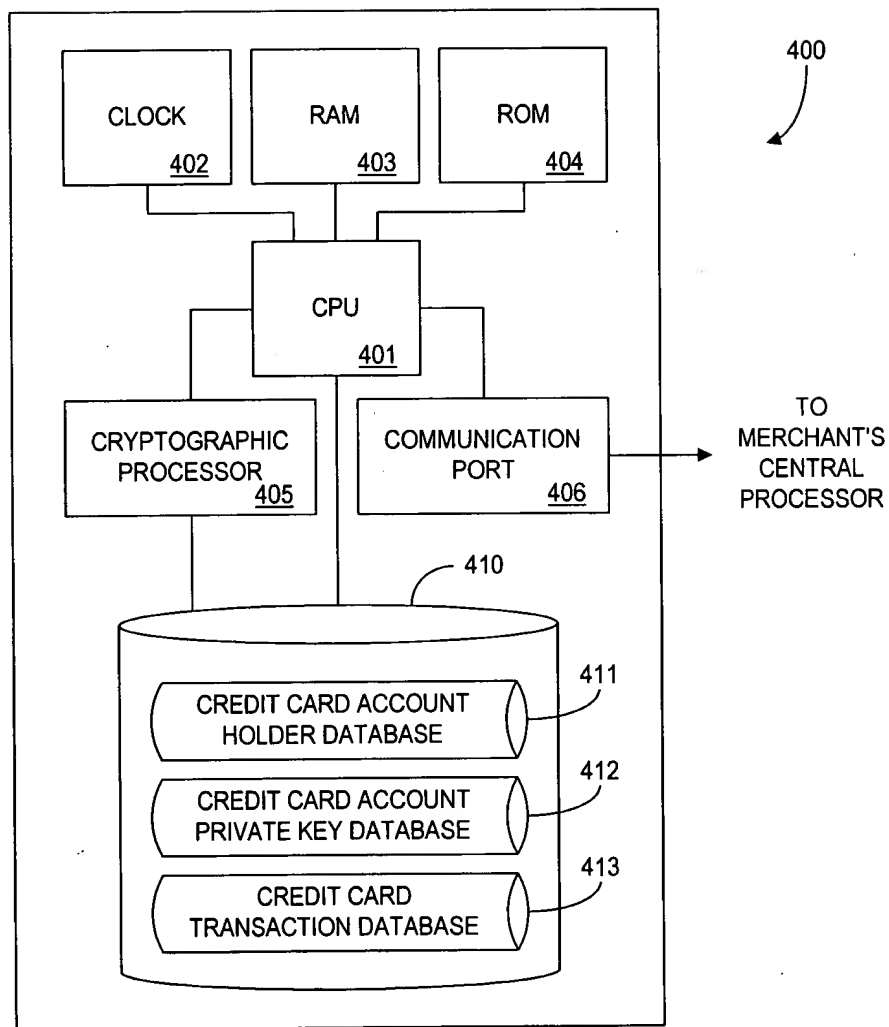 400
CLOCK
402
RAM
403
ROM
404
CPU
401
CRYPTOGRAPHIC
PROCESSOR
405
COMMUNICATION
PORT
406
TO
MERCHANT'S
CENTRAL
PROCESSOR
410
CREDIT CARD ACCOUNT
HOLDER DATABASE
411
CREDIT CARD ACCOUNT
PRIVATE KEY DATABASE
412
CREDIT CARD
TRANSACTION DATABASE
413